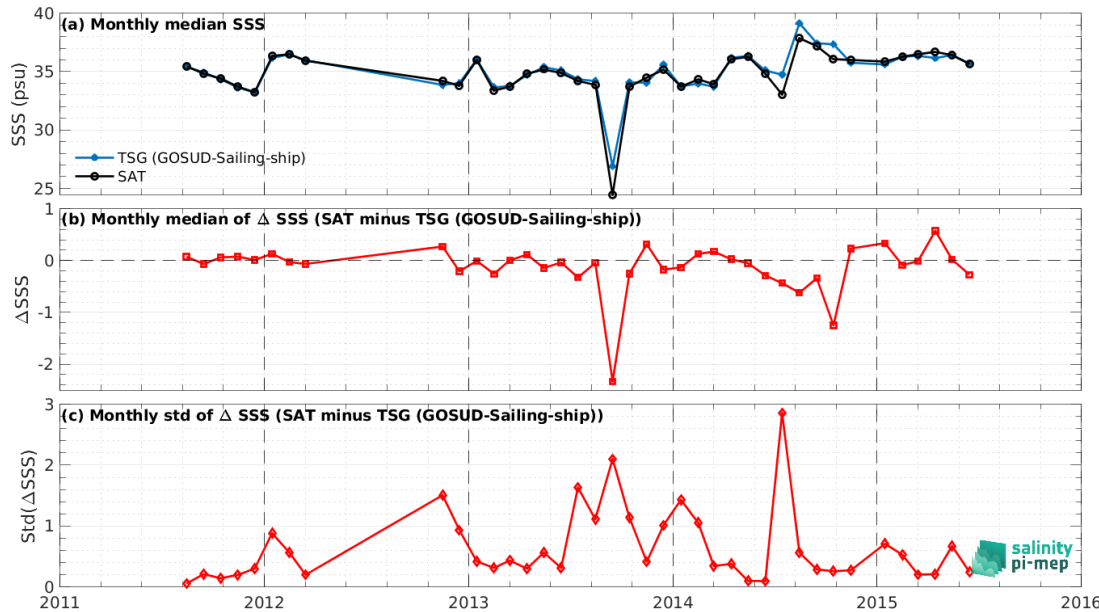 (a) Monthly median SSS
40
35
30
25
SSS (psu)
TSG (GOSUD-Sailing-ship)
SAT
(b) Monthly median of Δ SSS (SAT minus TSG (GOSUD-Sailing-ship))
1
0
-1
-2
ΔSSS
(c) Monthly std of Δ SSS (SAT minus TSG (GOSUD-Sailing-ship))
3
2
1
0
Std(ΔSSS)
salinity
pi-mep
2011 2012 2013 2014 2015 2016